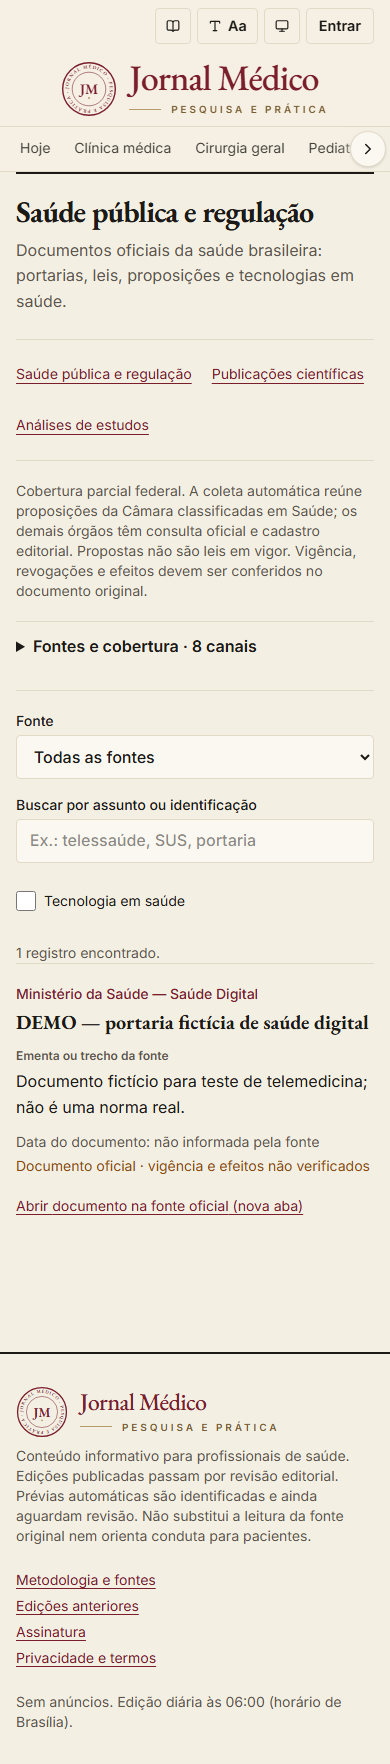 Aa
Entrar
JM
Jornal Médico
PESQUISA E PRÁTICA
Hoje Clínica médica Cirurgia geral Pediat
Saúde pública e regulação
Documentos oficiais da saúde brasileira:
portarias, leis, proposições e tecnologias em
saúde.
Saúde pública e regulação Publicações científicas
Análises de estudos
Cobertura parcial federal. A coleta automática reúne
proposições da Câmara classificadas em Saúde; os
demais órgãos têm consulta oficial e cadastro
editorial. Propostas não são leis em vigor. Vigência,
revogações e efeitos devem ser conferidos no
documento original.
Fontes e cobertura · 8 canais
Fonte
Todas as fontes
Buscar por assunto ou identificação
Ex.: telessaúde, SUS, portaria
Tecnologia em saúde
1 registro encontrado.
Ministério da Saúde — Saúde Digital
DEMO — portaria fictícia de saúde digital
Ementa ou trecho da fonte
Documento fictício para teste de telemedicina;
não é uma norma real.
Data do documento: não informada pela fonte
Documento oficial · vigência e efeitos não verificados
Abrir documento na fonte oficial (nova aba)
JM
Jornal Médico
PESQUISA E PRÁTICA
Conteúdo informativo para profissionais de saúde.
Edições publicadas passam por revisão editorial.
Prévias automáticas são identificadas e ainda
aguardam revisão. Não substitui a leitura da fonte
original nem orienta conduta para pacientes.
Metodologia e fontes
Edições anteriores
Assinatura
Privacidade e termos
Sem anúncios. Edição diária às 06:00 (horário de
Brasília).